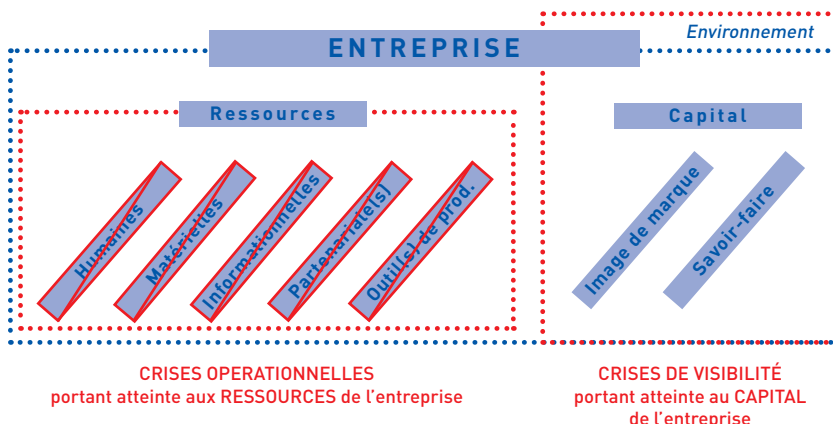 Environnement
ENTREPRISE
Ressources
Capital
Humaines
Matérielles
Informationnelles
Partenariale(s)
Outil(s) de prod.
Image de marque
Savoir-faire
CRISES OPERATIONNELLES
portant atteinte aux RESSOURCES de l'entreprise
CRISES DE VISIBILITÉ
portant atteinte au CAPITAL
de l'entreprise